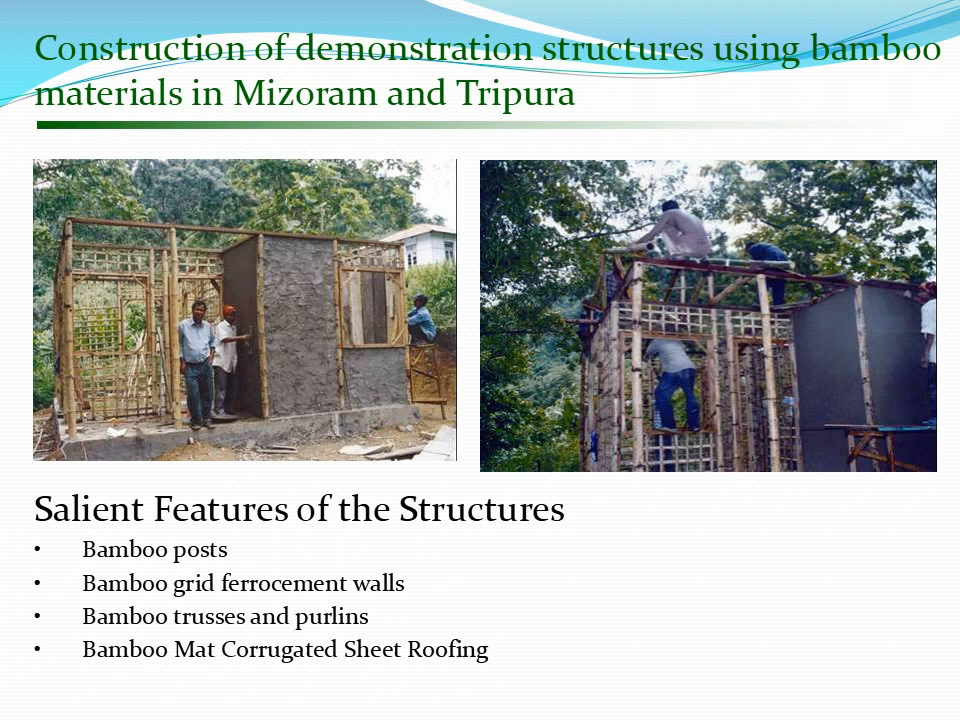 Construction of demonstration structures using bamboo
materials in Mizoram and Tripura
Salient Features of the Structures
• Bamboo posts
• Bamboo grid ferrocement walls
• Bamboo trusses and purlins
• Bamboo Mat Corrugated Sheet Roofing